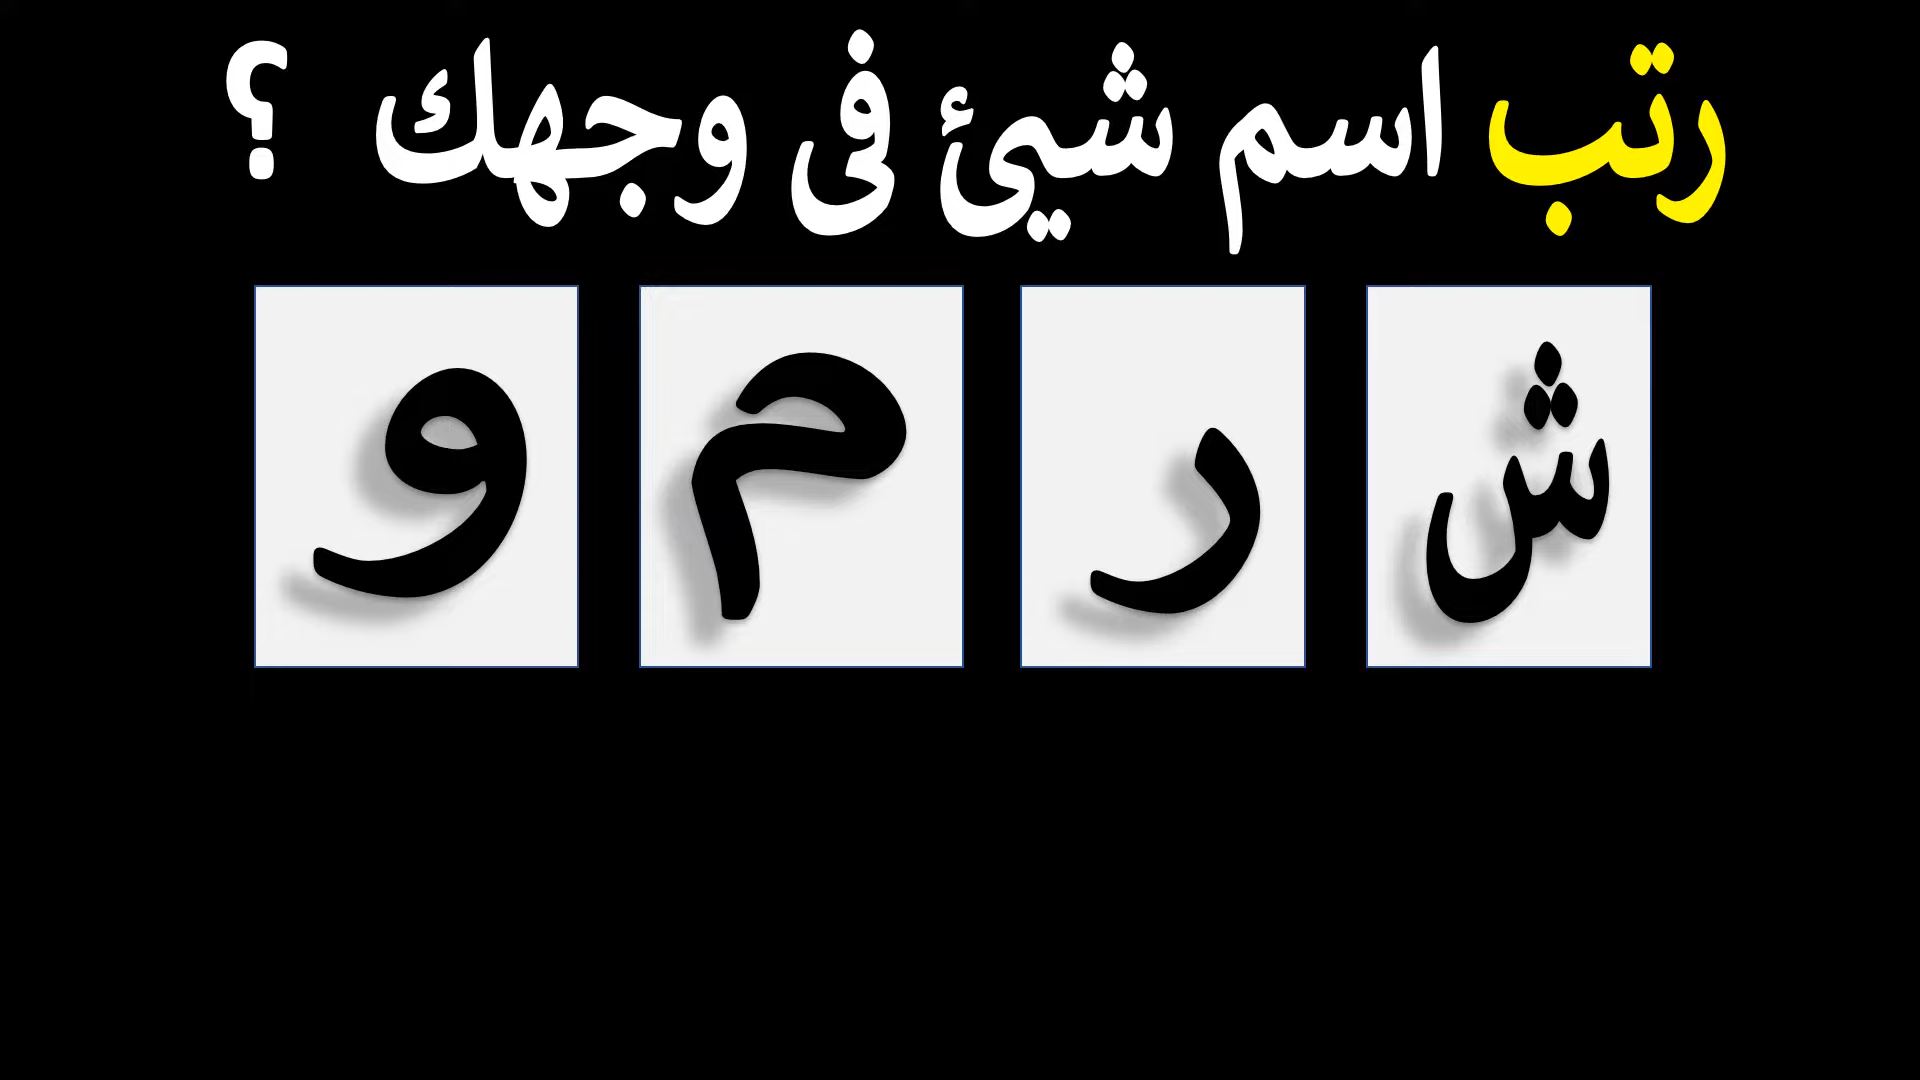 رتب اسم شيئ فى وجهك ؟
ش ر م و